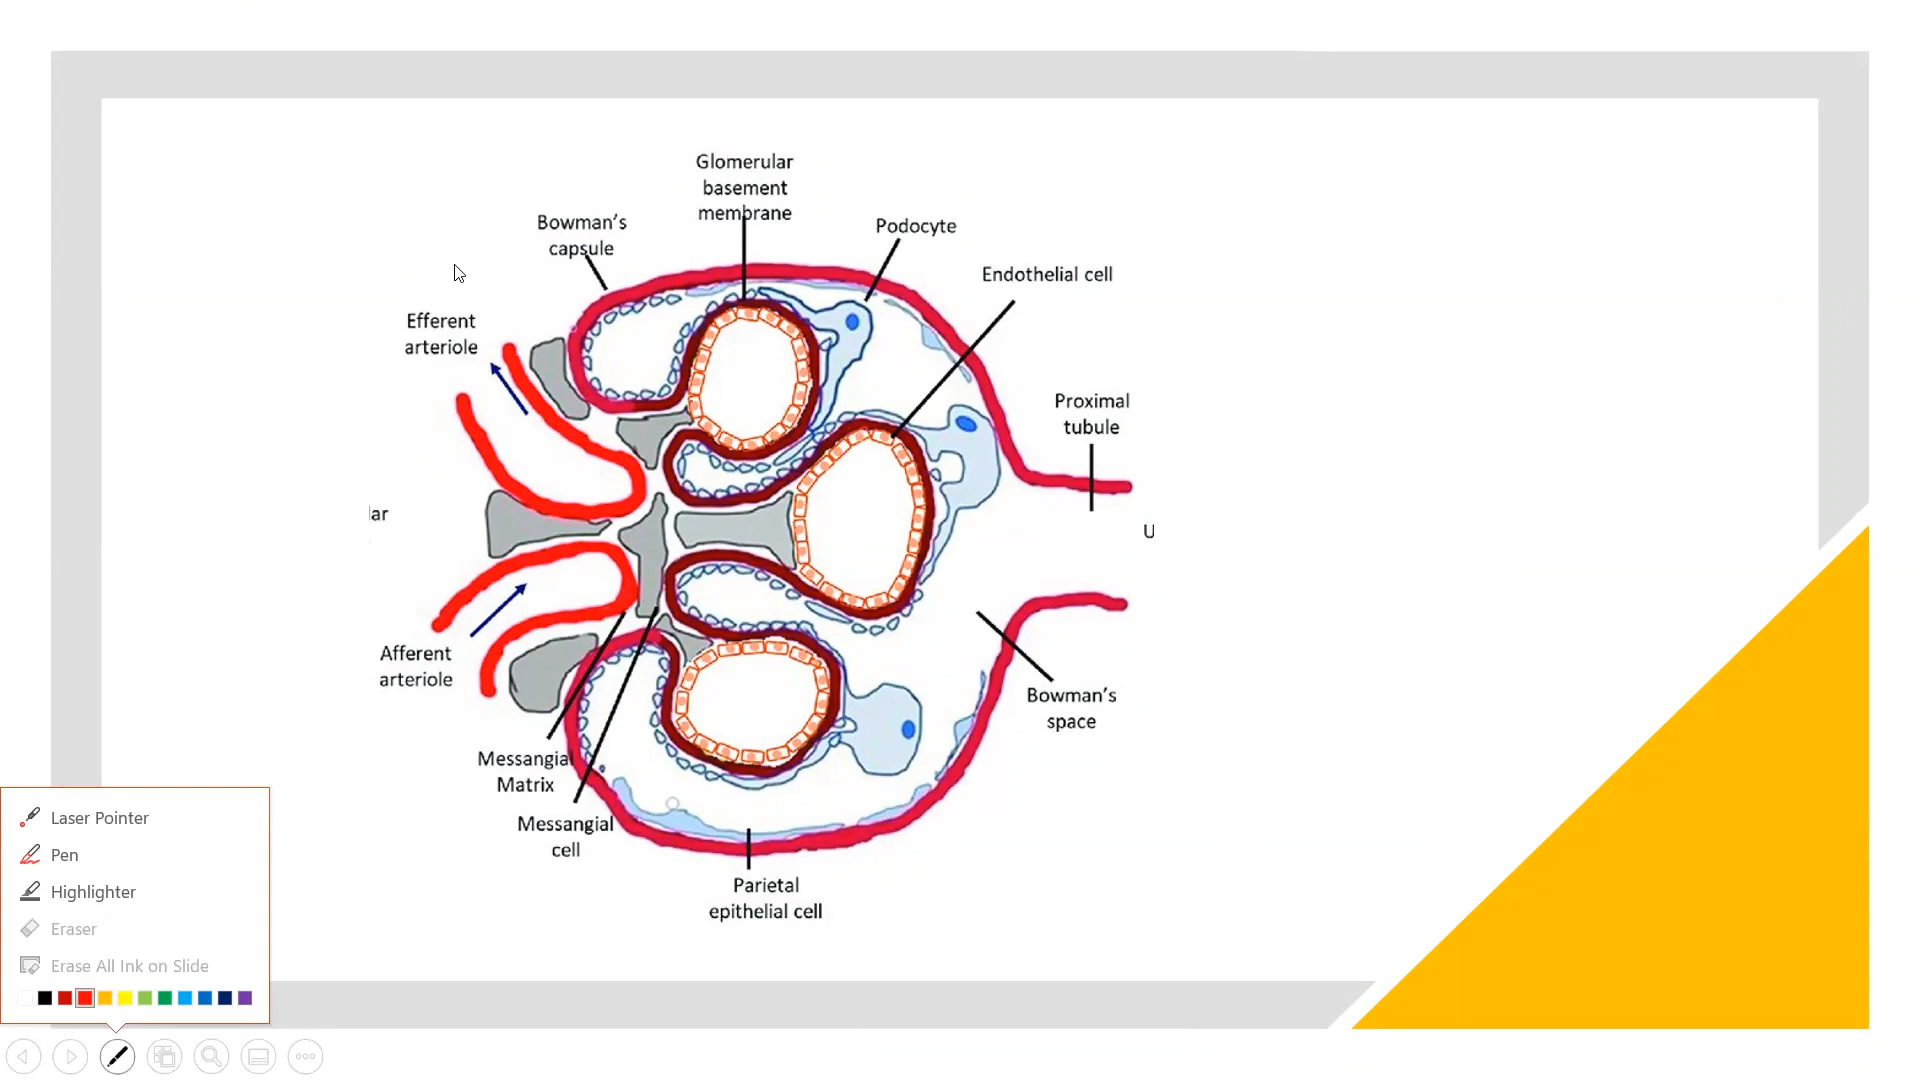 Glomerular
basement
membrane
Bowman's
capsule
Podocyte
Endothelial cell
Efferent
arteriole
Proximal
tubule
lar
U
Afferent
arteriole
Bowman's
space
Messangial
Matrix
Messangial
cell
Parietal
epithelial cell
Laser Pointer
Pen
Highlighter
Eraser
Erase All Ink on Slide